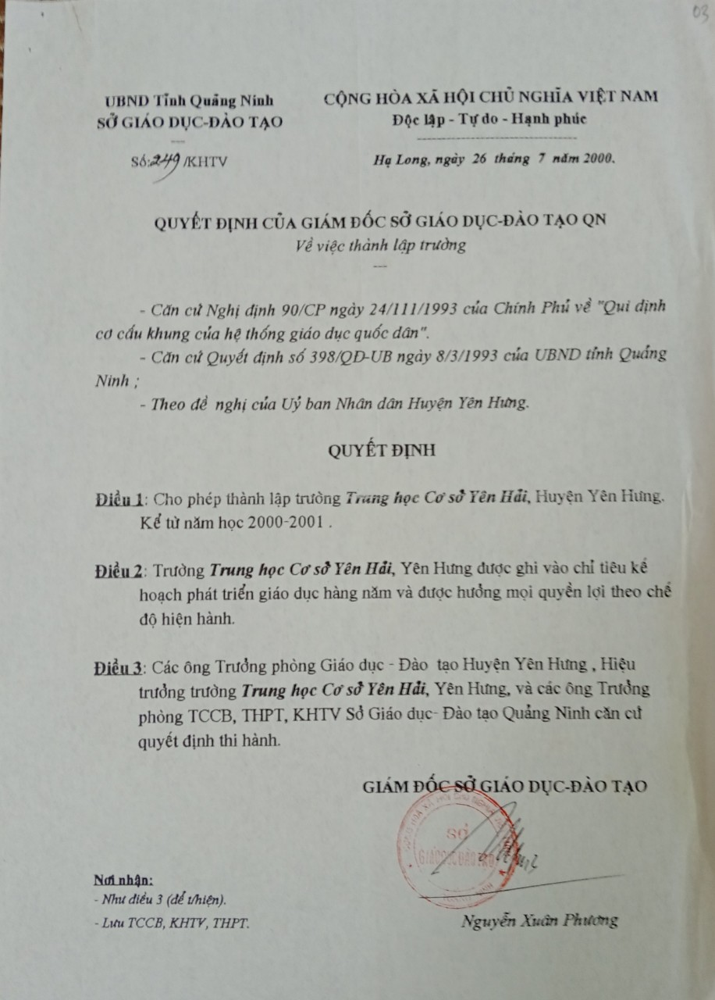 03
UBND Tỉnh Quảng Ninh
SỞ GIÁO DỤC-ĐÀO TẠO
Số:249/KHTV
CỘNG HÒA XÃ HỘI CHỦ NGHĨA VIỆT NAM
Độc lập - Tự do - Hạnh phúc
Hạ Long, ngày 26 tháng 7 năm 2000.
QUYẾT ĐỊNH CỦA GIÁM ĐỐC SỞ GIÁO DỤC-ĐÀO TẠO QN
Về việc thành lập trường
- Căn cứ Nghị định 90/CP ngày 24/111/1993 của Chính Phủ về "Qui định
cơ cấu khung của hệ thống giáo dục quốc dân".
- Căn cứ Quyết định số 398/QD-UB ngày 8/3/1993 của UBND tỉnh Quảng
Ninh ;
- Theo đề nghị của Uỷ ban Nhân dân Huyện Yên Hưng.
QUYẾT ĐỊNH
Điều 1: Cho phép thành lập trường Trung học Cơ sở Yên Hải, Huyện Yên Hưng.
Kể từ năm học 2000-2001 .
Điều 2: Trường Trung học Cơ sở Yên Hải, Yên Hưng được ghi vào chỉ tiêu kế
hoạch phát triển giáo dục hàng năm và được hưởng mọi quyền lợi theo chế
độ hiện hành.
Điều 3: Các ông Trưởng phòng Giáo dục - Đào tạo Huyện Yên Hưng , Hiệu
trưởng trường Trung học Cơ sở Yên Hải, Yên Hưng, và các ông Trưởng
phòng TCCB, THPT, KHTV Sở Giáo dục- Đào tạo Quảng Ninh căn cứ
quyết định thi hành.
GIÁM ĐỐC SỞ GIÁO DỤC-ĐÀO TẠO
SỞ
GIÁO DỤC ĐÀO TẠO
Nguyễn Xuân Phương
Nơi nhận:
- Như điều 3 (để t/hiện).
- Lưu TCCB, KHTV, THPT.